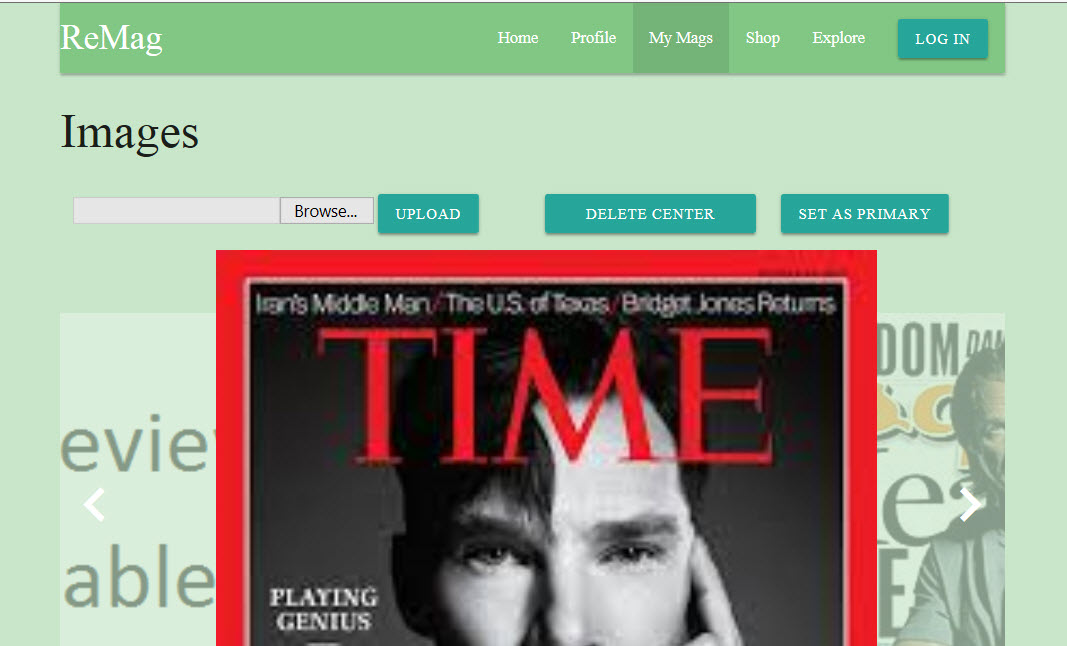 ReMag
Home Profile My Mags Shop Explore LOG IN
Images
Browse... UPLOAD DELETE CENTER SET AS PRIMARY
Iran's Middle Man/The U.S. of Texas/Bridget Jones Returns
TIME
eview
able
PLAYING
GENIUS
DOM